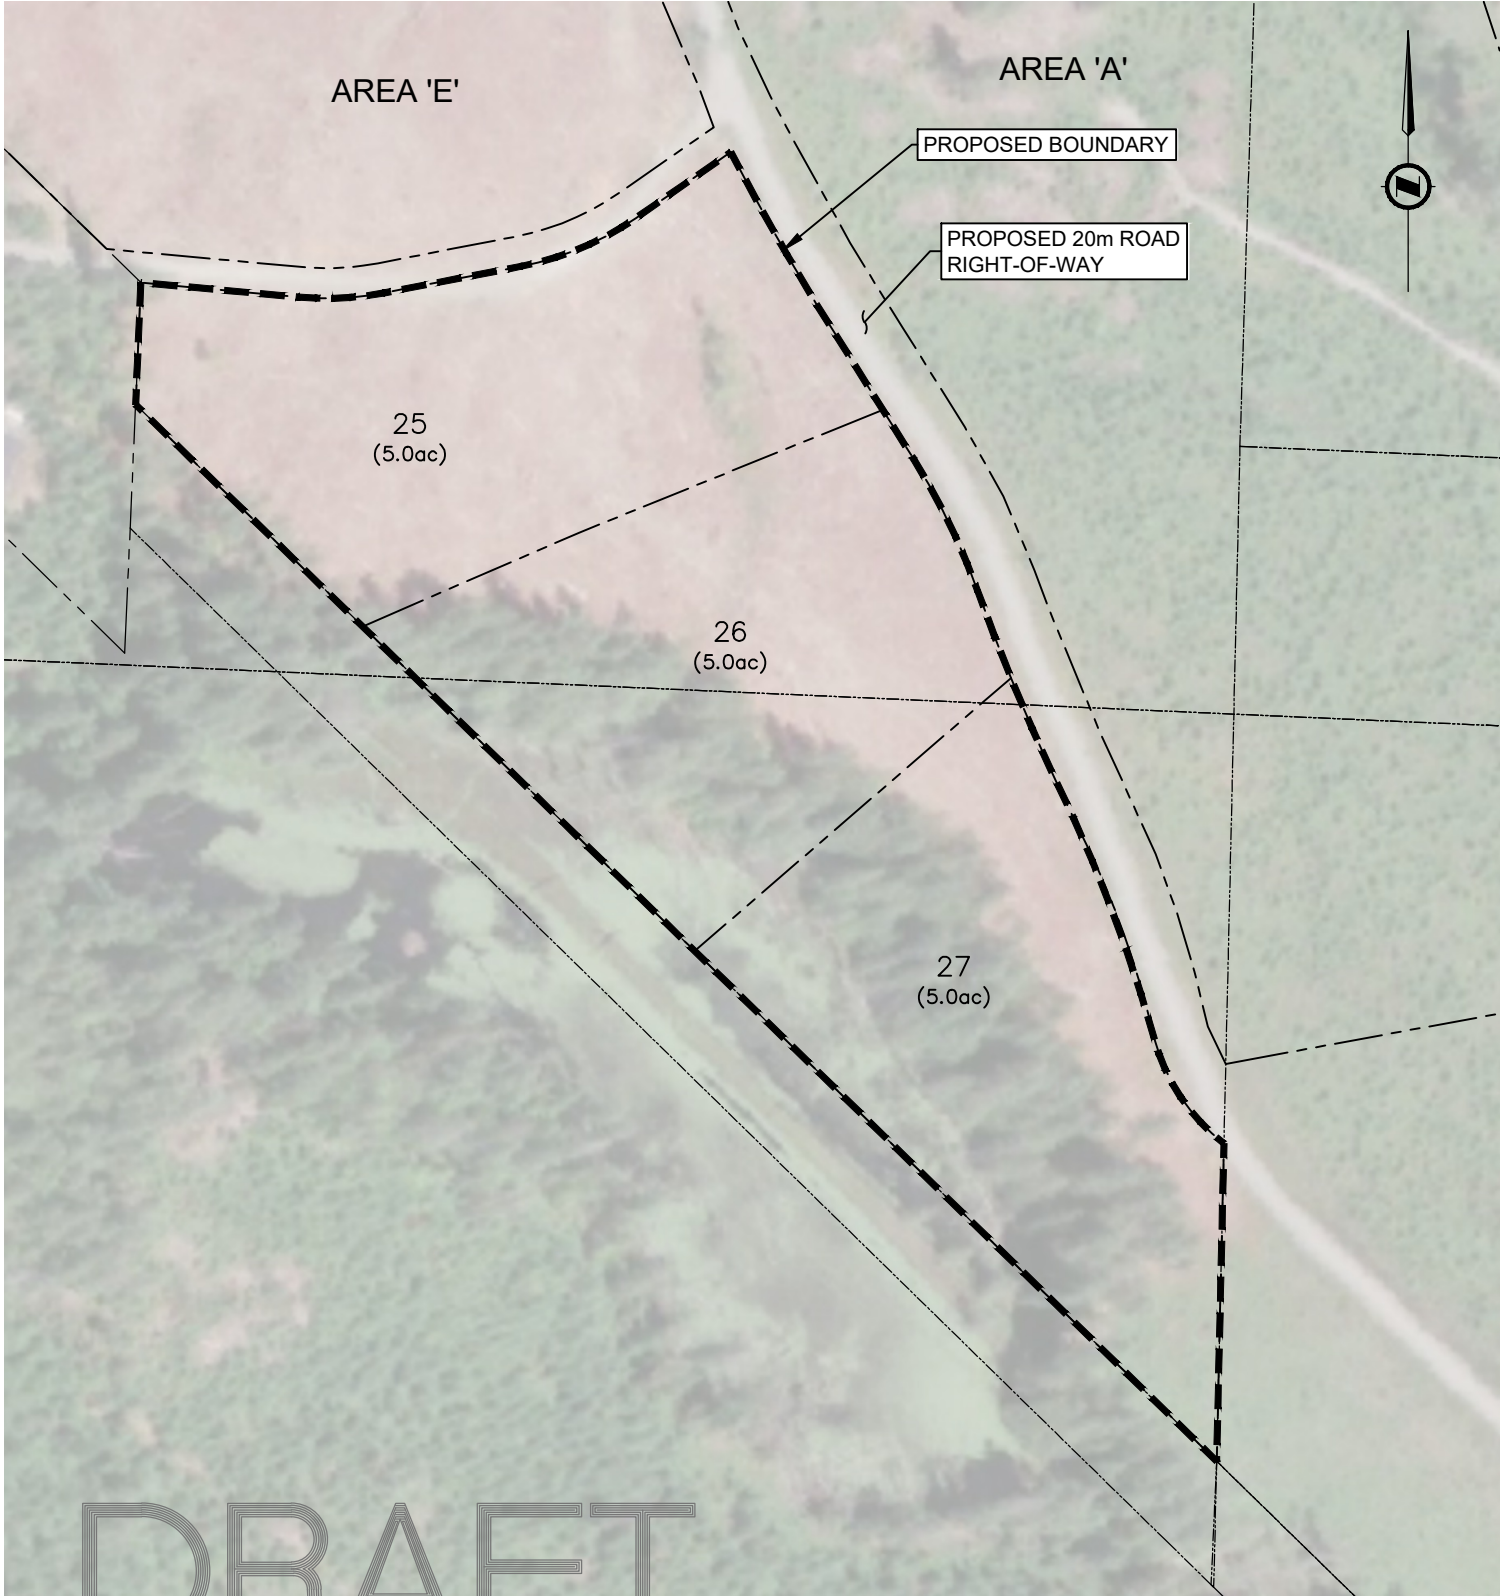 AREA 'E'
AREA 'A'
PROPOSED BOUNDARY
PROPOSED 20m ROAD
RIGHT-OF-WAY
N
25
(5.0ac)
26
(5.0ac)
27
(5.0ac)
DRAFT